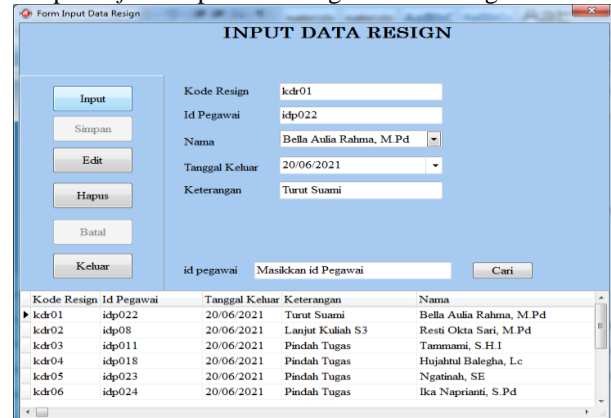 Form Input Data Resign
INPUT DATA RESIGN
Input
Simpan
Edit
Hapus
Batal
Keluar
Kode Resign kdr01
Id Pegawai idp022
Nama Bella Aulia Rahma, M.Pd
Tanggal Keluar 20/06/2021
Keterangan Turut Suami
id pegawai Masikkan id Pegawai Cari
Kode Resign Id Pegawai Tanggal Keluar Keterangan Nama
kdr01 idp022 20/06/2021 Turut Suami Bella Aulia Rahma, M.Pd
kdr02 idp08 20/06/2021 Lanjut Kuliah S3 Resti Okta Sari, M.Pd
kdr03 idp011 20/06/2021 Pindah Tugas Tammami, S.H.I
kdr04 idp018 20/06/2021 Pindah Tugas Hujahtul Balegha, Lc
kdr05 idp023 20/06/2021 Pindah Tugas Ngatinah, SE
kdr06 idp024 20/06/2021 Pindah Tugas Ika Naprianti, S.Pd